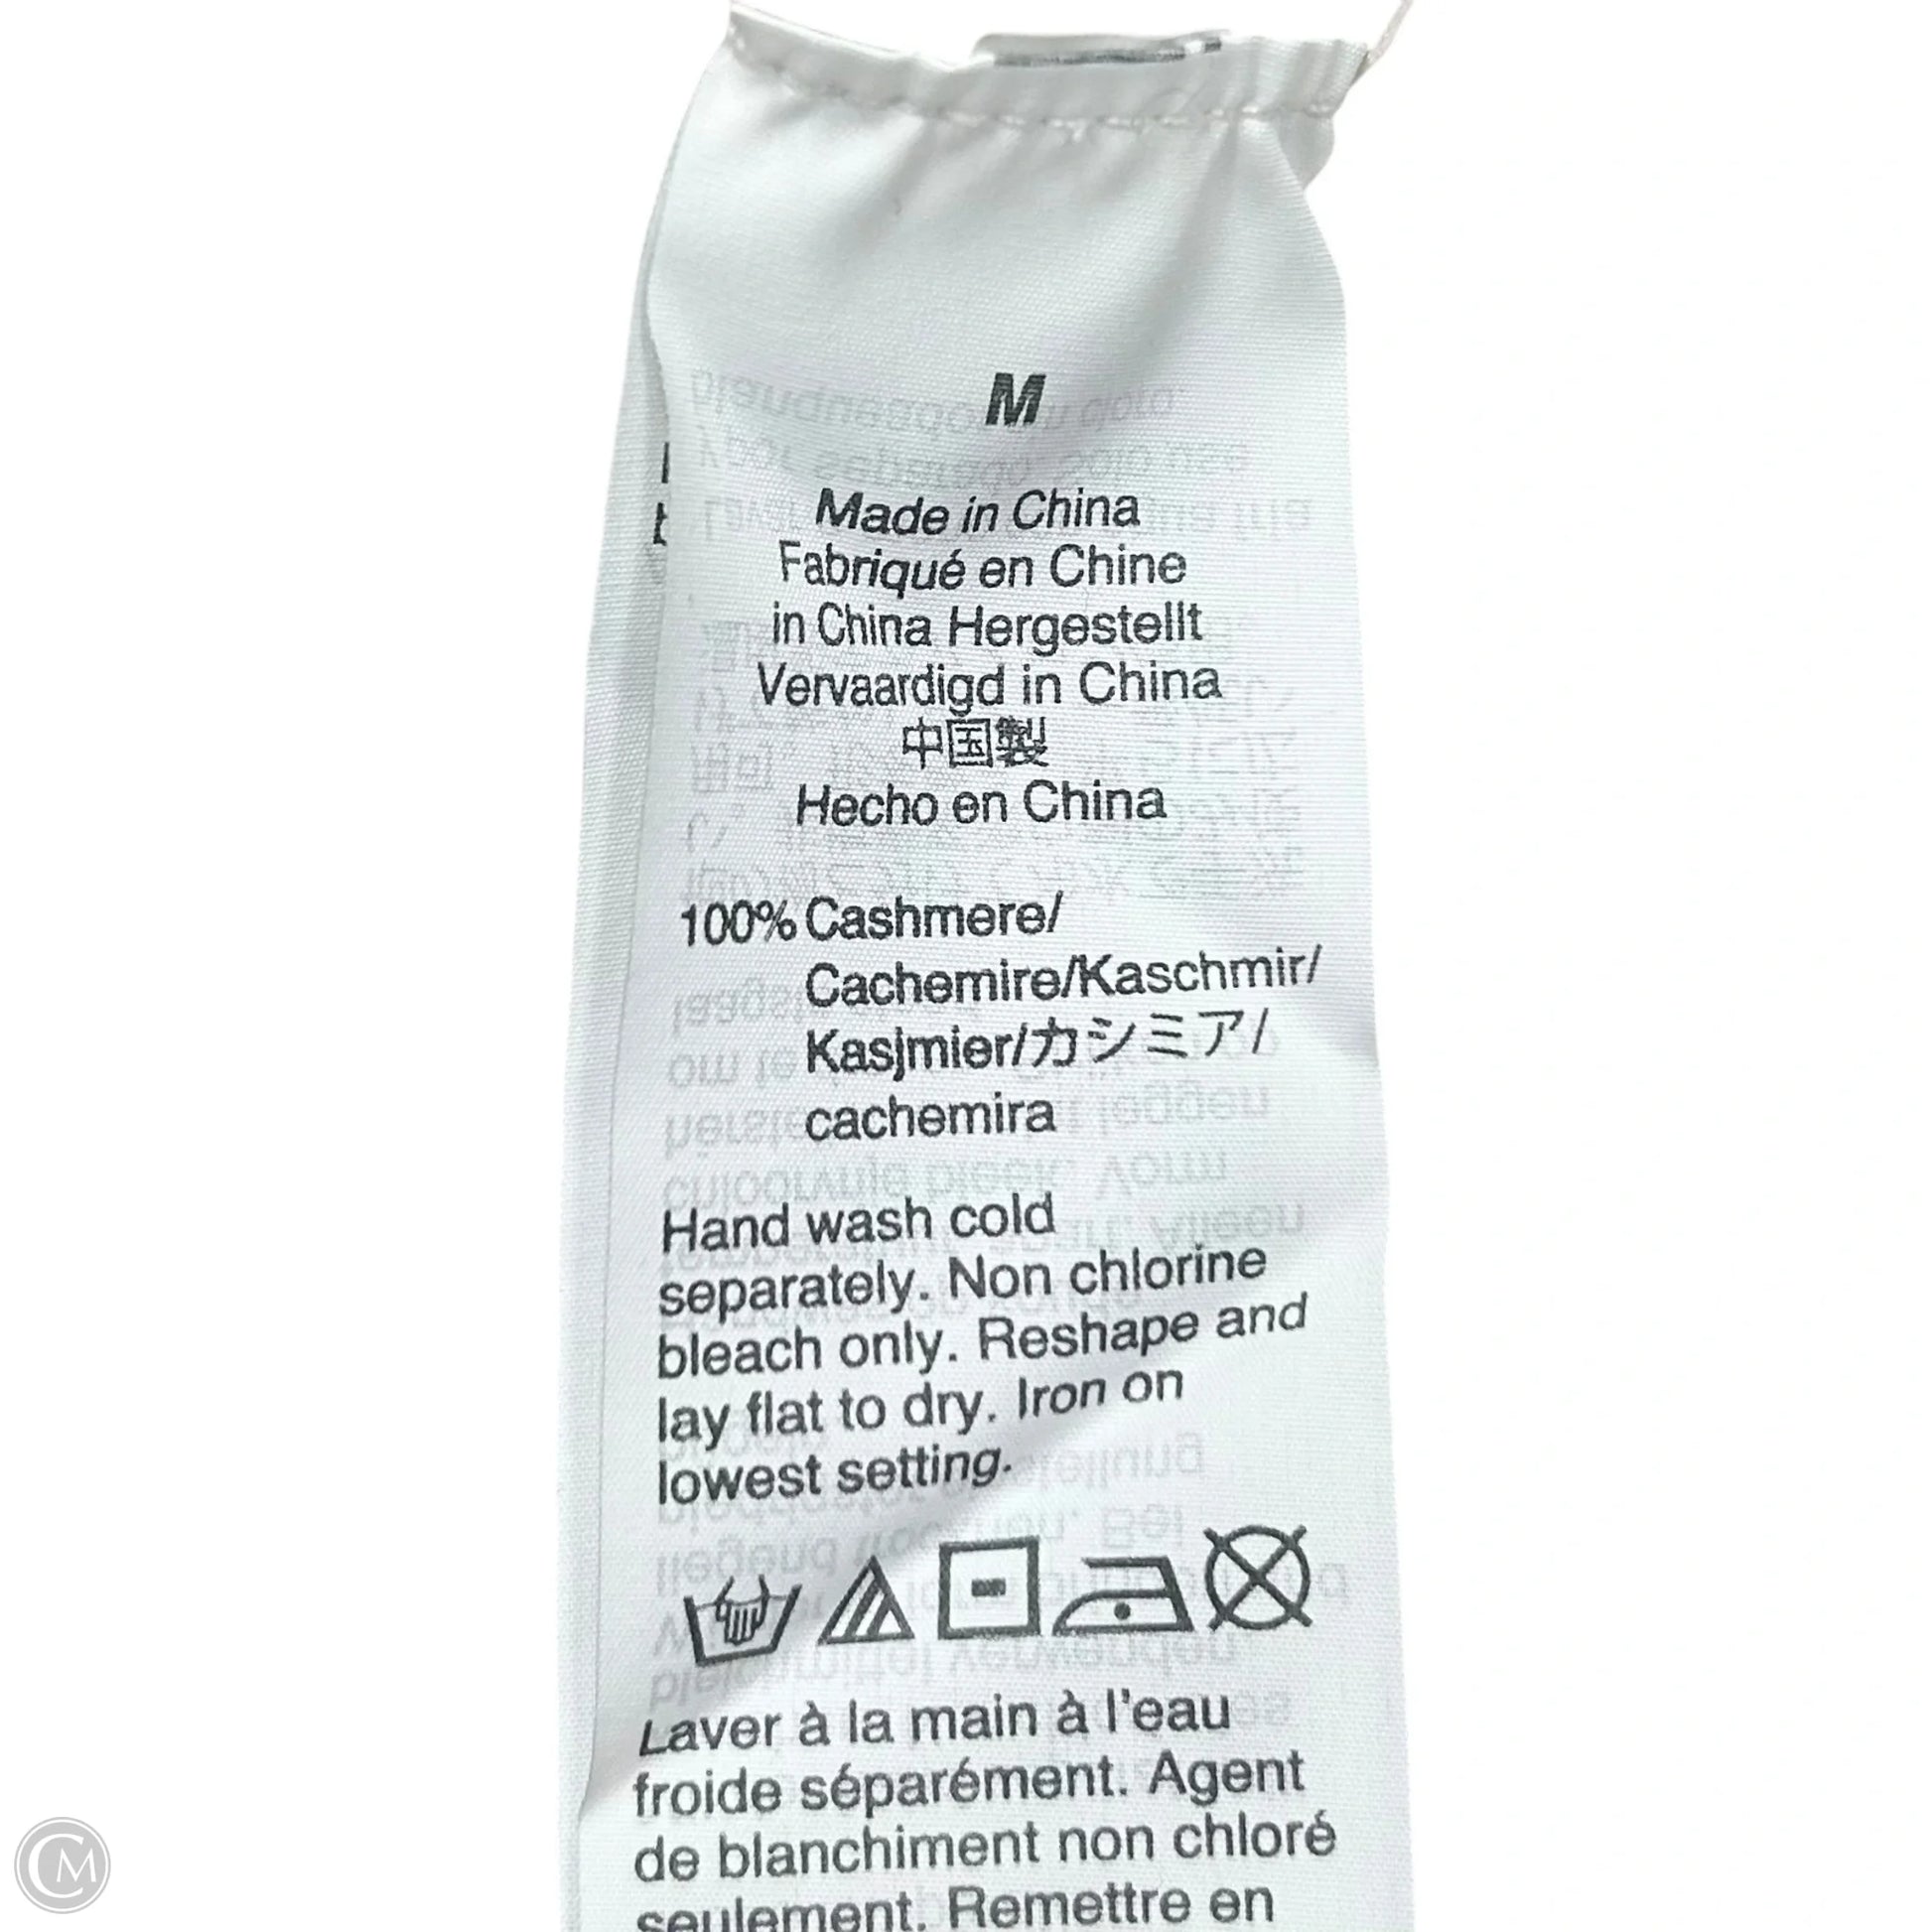 M
Made in China
Fabriqué en Chine
in China Hergestellt
Vervaardigd in China
中国製
Hecho en China
100% Cashmere/
Cachemire/Kaschmir/
Kasjmier/カシミア/
cachemira
Hand wash cold
separately. Non chlorine
bleach only. Reshape and
lay flat to dry. Iron on
lowest setting.
Laver à la main à l'eau
froide séparément. Agent
de blanchiment non chloré
seulement. Remettre en
CM